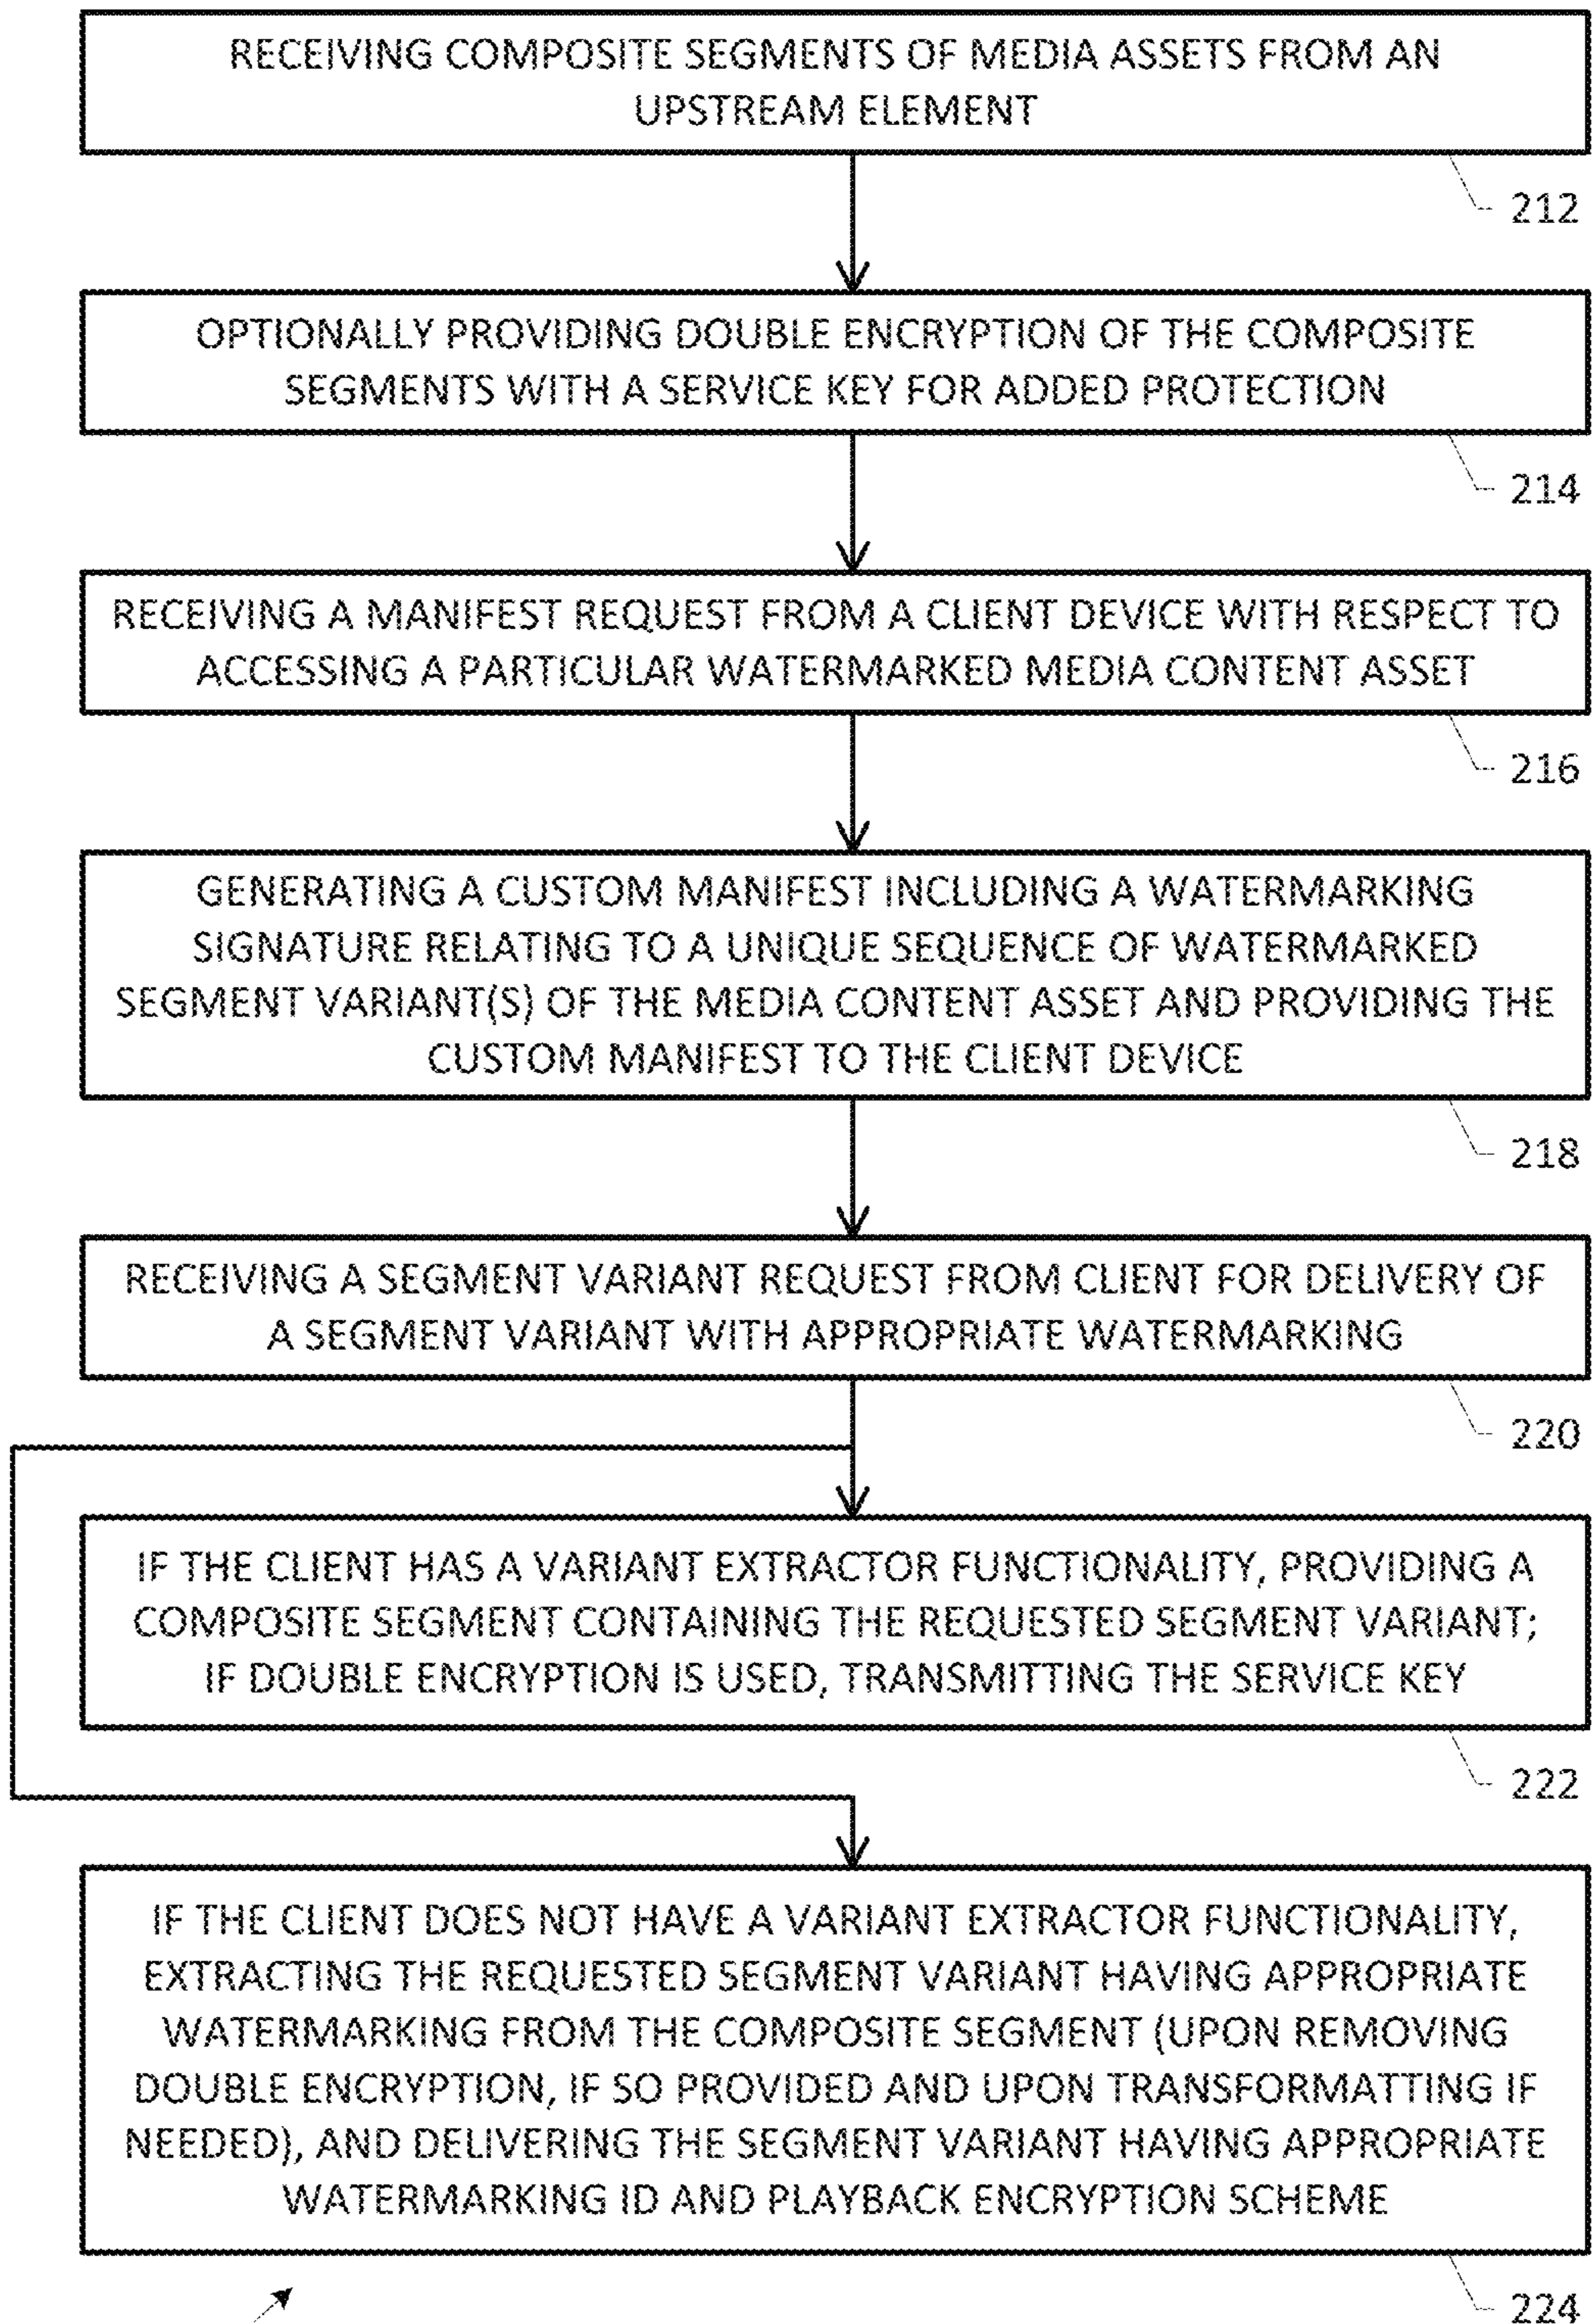 RECEIVING COMPOSITE SEGMENTS OF MEDIA ASSETS FROM AN
UPSTREAM ELEMENT
212
OPTIONALLY PROVIDING DOUBLE ENCRYPTION OF THE COMPOSITE
SEGMENTS WITH A SERVICE KEY FOR ADDED PROTECTION
214
RECEIVING A MANIFEST REQUEST FROM A CLIENT DEVICE WITH RESPECT TO
ACCESSING A PARTICULAR WATERMARKED MEDIA CONTENT ASSET
216
GENERATING A CUSTOM MANIFEST INCLUDING A WATERMARKING
SIGNATURE RELATING TO A UNIQUE SEQUENCE OF WATERMARKED
SEGMENT VARIANT(S) OF THE MEDIA CONTENT ASSET AND PROVIDING THE
CUSTOM MANIFEST TO THE CLIENT DEVICE
218
RECEIVING A SEGMENT VARIANT REQUEST FROM CLIENT FOR DELIVERY OF
A SEGMENT VARIANT WITH APPROPRIATE WATERMARKING
220
IF THE CLIENT HAS A VARIANT EXTRACTOR FUNCTIONALITY, PROVIDING A
COMPOSITE SEGMENT CONTAINING THE REQUESTED SEGMENT VARIANT;
IF DOUBLE ENCRYPTION IS USED, TRANSMITTING THE SERVICE KEY
222
IF THE CLIENT DOES NOT HAVE A VARIANT EXTRACTOR FUNCTIONALITY,
EXTRACTING THE REQUESTED SEGMENT VARIANT HAVING APPROPRIATE
WATERMARKING FROM THE COMPOSITE SEGMENT (UPON REMOVING
DOUBLE ENCRYPTION, IF SO PROVIDED AND UPON TRANSFORMATTING IF
NEEDED), AND DELIVERING THE SEGMENT VARIANT HAVING APPROPRIATE
WATERMARKING ID AND PLAYBACK ENCRYPTION SCHEME
224